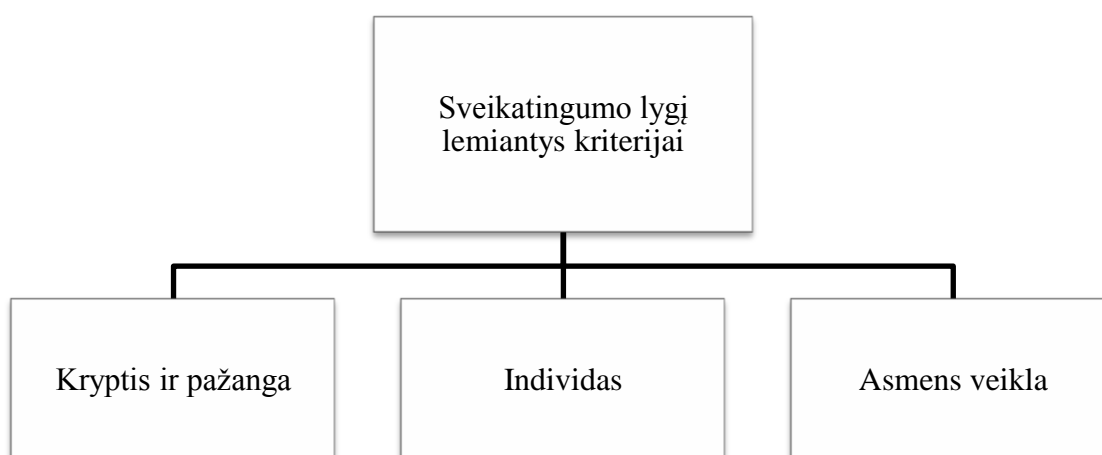 Sveikatingumo lygį
lemiantys kriterijai
Kryptis ir pažanga
Individas
Asmens veikla